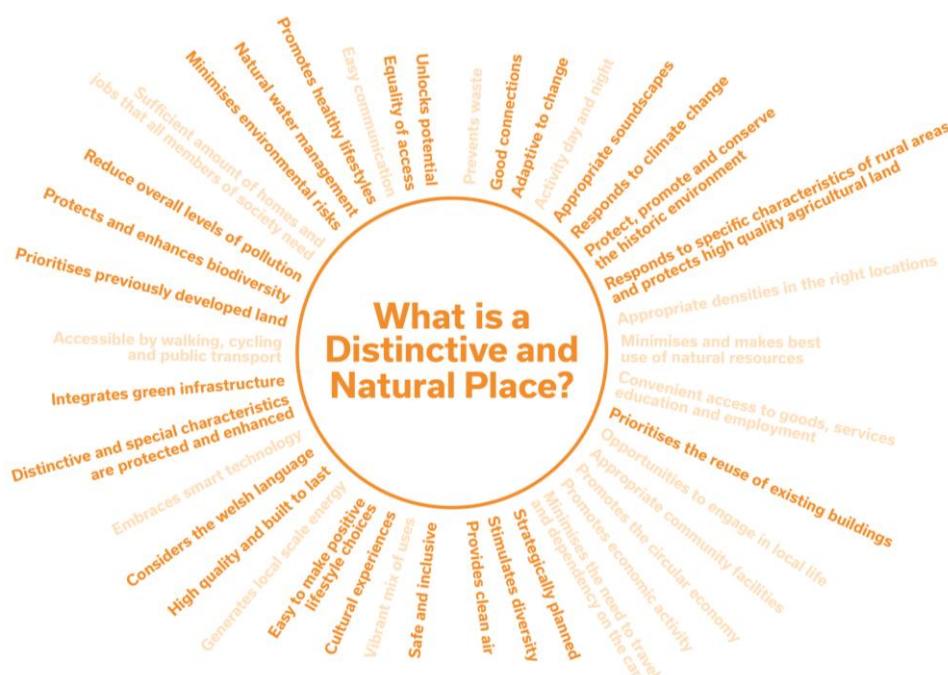 What is a
Distinctive and
Natural Place?
Unlocks potential
Prevents waste
Good connections
Adaptive to change
Activity day and night
Appropriate soundscapes
Responds to climate change
Protect, promote and conserve
the historic environment
Responds to specific characteristics of rural areas
and protects high quality agricultural land
Appropriate densities in the right locations
Minimises and makes best
use of natural resources
Convenient access to goods, services
education and employment
Prioritises the reuse of existing buildings
Opportunities to engage in local life
Appropriate community facilities
Promotes the circular economy
Promotes economic activity
Minimises the need to travel
and dependency on the car
Strategically planned
Stimulates diversity
Provides clean air
Safe and inclusive
Vibrant mix of uses
Cultural experiences
Easy to make positive
lifestyle choices
Generates local scale energy
High quality and built to last
Considers the welsh language
Embraces smart technology
Distinctive and special characteristics
are protected and enhanced
Integrates green infrastructure
Accessible by walking, cycling
and public transport
Prioritises previously developed land
Protects and enhances biodiversity
Reduce overall levels of pollution
Sufficient amount of homes and
jobs that all members of society need
Minimises environmental risks
Natural water mangement
Promotes healthy lifestyles
Easy communication
Equality of access